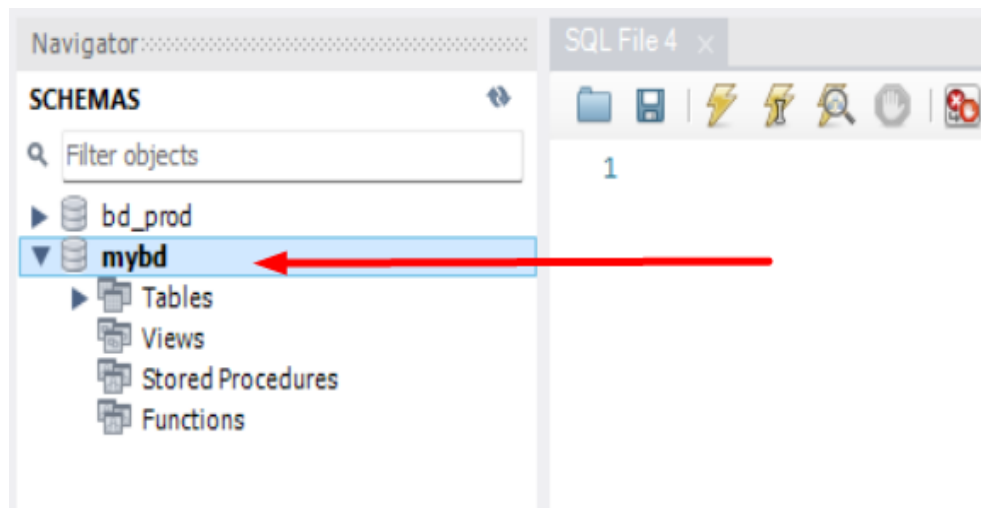 Navigator
SQL File 4
SCHEMAS
Filter objects
1
bd_prod
mybd
Tables
Views
Stored Procedures
Functions